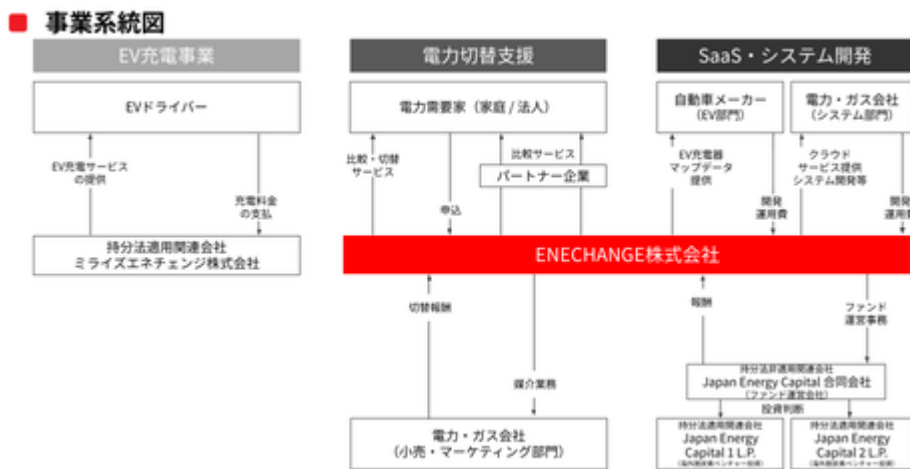 事業系統図
EV充電事業
EVドライバー
EV充電サービス
の提供
充電料金
の支払
持分法適用関連会社
ミライズエネチェンジ株式会社
電力切替支援
電力需要家（家庭 / 法人）
比較・切替
サービス
申込
比較サービス
パートナー企業
SaaS・システム開発
自動車メーカー
（EV部門）
電力・ガス会社
（システム部門）
EV充電器
マップデータ
提供
開発
運用費
クラウド
サービス提供
システム開発等
開発
運用費
ENECHANGE株式会社
切替報酬
媒介業務
電力・ガス会社
（小売・マーケティング部門）
報酬
ファンド
運営事務
持分法非適用関連会社
Japan Energy Capital 合同会社
（ファンド運営会社）
投資判断
持分法適用関連会社
Japan Energy
Capital 1 L.P.
持分法適用関連会社
Japan Energy
Capital 2 L.P.